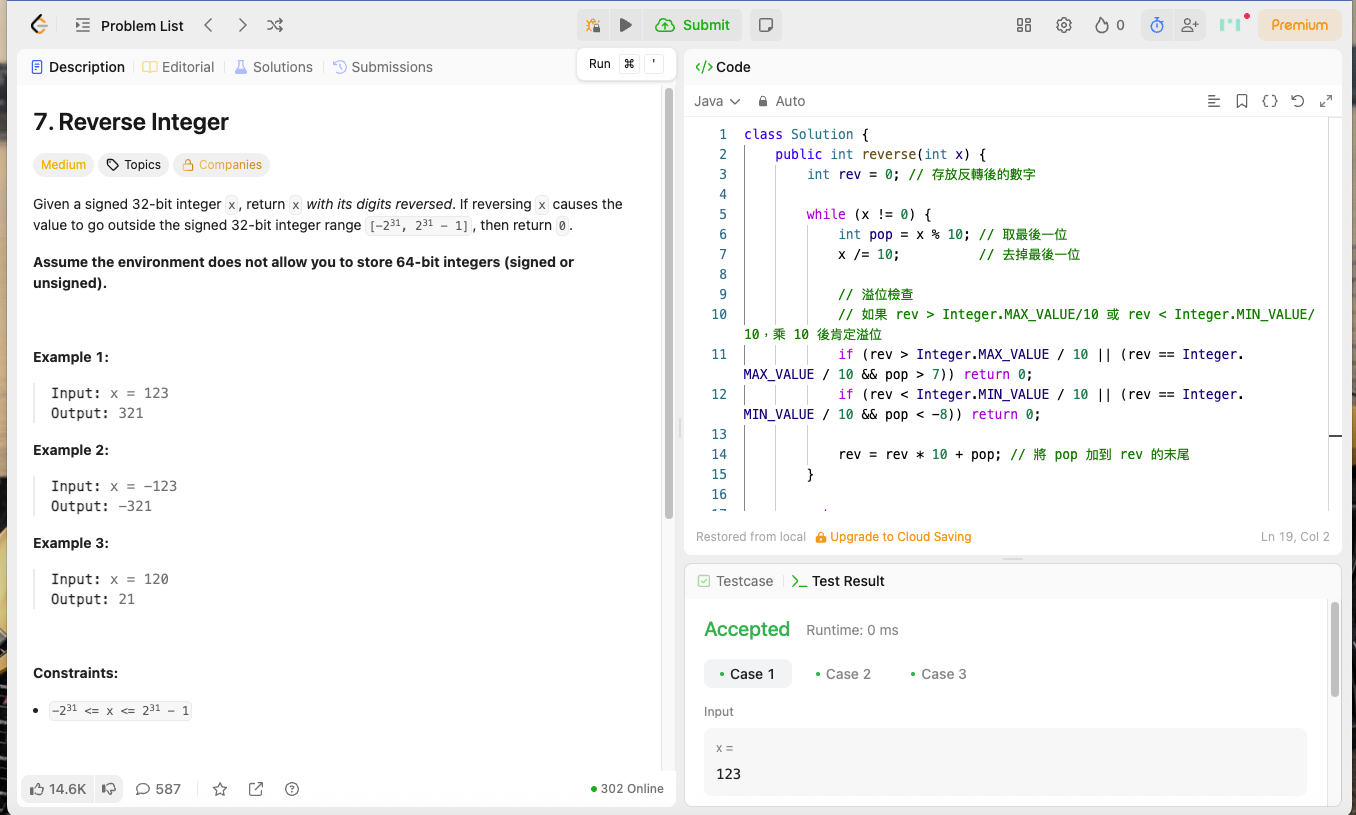 Problem List
Submit
0
Premium
Description
Editorial
Solutions
Submissions
Run ⌘ '
</> Code
Java
Auto
7. Reverse Integer
Medium
Topics
Companies
Given a signed 32-bit integer x, return x with its digits reversed. If reversing x causes the
value to go outside the signed 32-bit integer range [-2³¹, 2³¹ - 1], then return 0.
Assume the environment does not allow you to store 64-bit integers (signed or
unsigned).
Example 1:
Input: x = 123
Output: 321
Example 2:
Input: x = -123
Output: -321
Example 3:
Input: x = 120
Output: 21
Constraints:
-2³¹ <= x <= 2³¹ - 1
14.6K
587
302 Online
1 class Solution {
2 public int reverse(int x) {
3 int rev = 0; // 存放反轉後的數字
4
5 while (x != 0) {
6 int pop = x % 10; // 取最後一位
7 x /= 10; // 去掉最後一位
8
9 // 溢位檢查
10 // 如果 rev > Integer.MAX_VALUE/10 或 rev < Integer.MIN_VALUE/
10，乘 10 後肯定溢位
11 if (rev > Integer.MAX_VALUE / 10 || (rev == Integer.
MAX_VALUE / 10 && pop > 7)) return 0;
12 if (rev < Integer.MIN_VALUE / 10 || (rev == Integer.
MIN_VALUE / 10 && pop < -8)) return 0;
13
14 rev = rev * 10 + pop; // 將 pop 加到 rev 的末尾
15 }
16
Restored from local
Upgrade to Cloud Saving
Ln 19, Col 2
Testcase
Test Result
Accepted
Runtime: 0 ms
Case 1
Case 2
Case 3
Input
x =
123